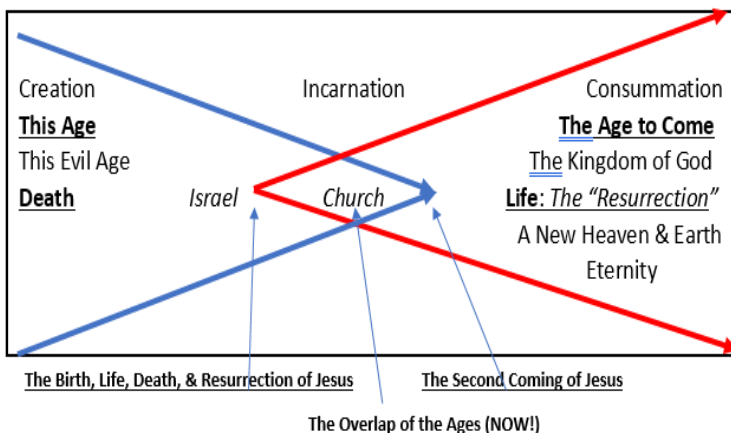 Creation
This Age
This Evil Age
Death
Israel
Incarnation
Church
Consummation
The Age to Come
The Kingdom of God
Life: The “Resurrection”
A New Heaven & Earth
Eternity
The Birth, Life, Death, & Resurrection of Jesus
The Second Coming of Jesus
The Overlap of the Ages (NOW!)